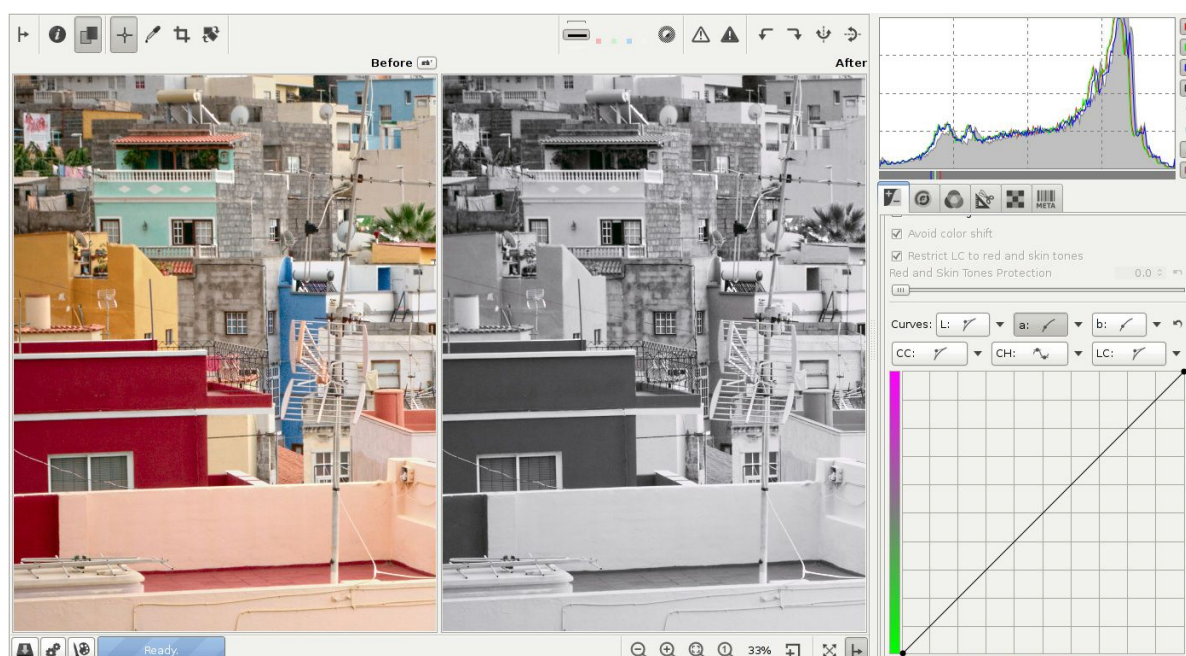 Before
After
META
Avoid color shift
Restrict LC to red and skin tones
Red and Skin Tones Protection 0.0
Curves: L: a: b:
CC: CH: LC:
Ready.
33%